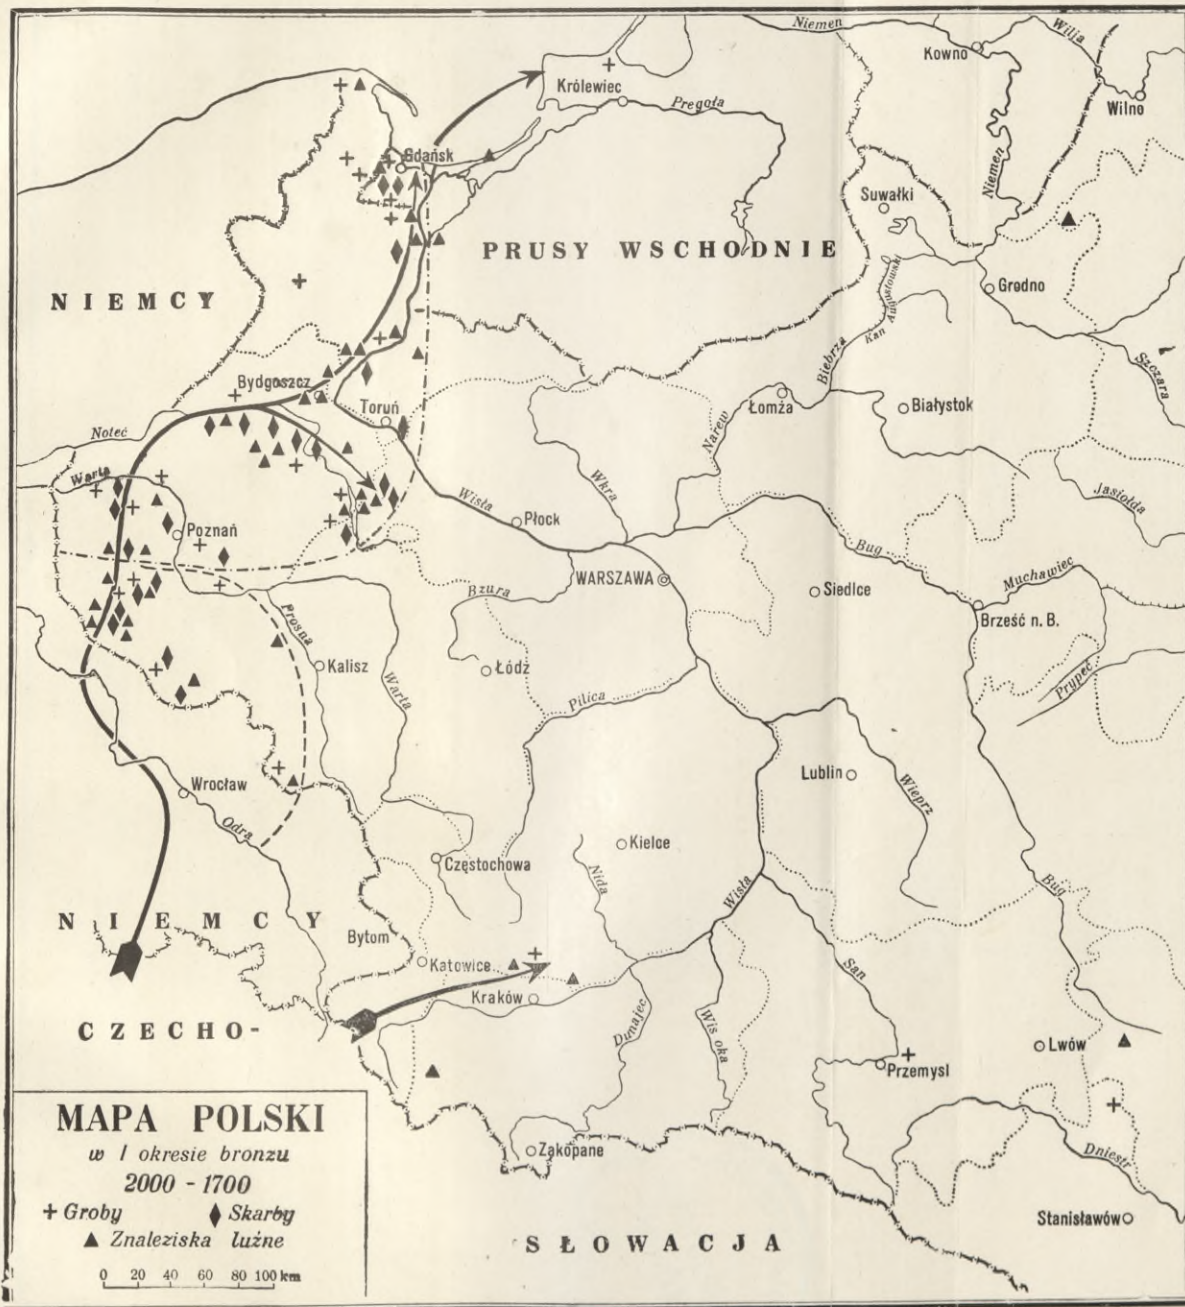 Niemen
Wilja
Kowno
Królewiec
Pregoła
Wilno
Gdańsk
Niemen
Suwałki
PRUSY WSCHODNIE
NIEMCY
Grodno
Kan Augustowski
Biebrza
Szczara
Bydgoszcz
Toruń
Łomża
Białystok
Noteć
Narew
Warta
Wkra
Jasiołda
Wisła
Płock
Poznań
Bug
WARSZAWA
Muchawiec
Bzura
Siedlce
Brześć n. B.
Prosna
Kalisz
Łódź
Warta
Pilica
Prypeć
Wrocław
Lublin
Wieprz
Odra
Częstochowa
Kielce
Nida
Wisła
Bug
NIEMCY
Bytom
Katowice
San
Kraków
CZECHO-
Dunajec
Wisłoka
Lwów
Przemysl
MAPA POLSKI
w I okresie bronzu
2000 - 1700
Groby Skarby
Znaleziska luźne
0 20 40 60 80 100 km
Zakopane
Dniestr
Stanisławów
SŁOWACJA